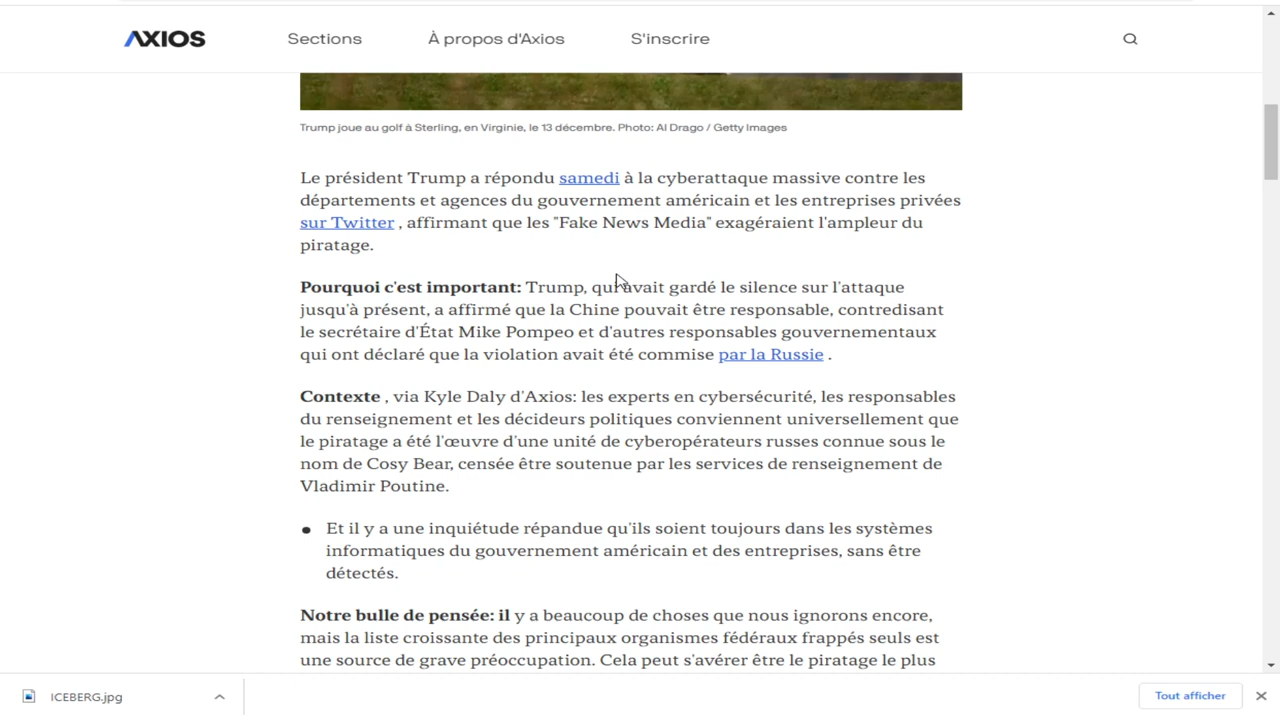 AXIOS
Sections
À propos d'Axios
S'inscrire
Trump joue au golf à Sterling, en Virginie, le 13 décembre. Photo: Al Drago / Getty Images
Le président Trump a répondu samedi à la cyberattaque massive contre les
départements et agences du gouvernement américain et les entreprises privées
sur Twitter , affirmant que les "Fake News Media" exagéraient l'ampleur du
piratage.
Pourquoi c'est important: Trump, qui avait gardé le silence sur l'attaque
jusqu'à présent, a affirmé que la Chine pouvait être responsable, contredisant
le secrétaire d'État Mike Pompeo et d'autres responsables gouvernementaux
qui ont déclaré que la violation avait été commise par la Russie .
Contexte , via Kyle Daly d'Axios: les experts en cybersécurité, les responsables
du renseignement et les décideurs politiques conviennent universellement que
le piratage a été l'œuvre d'une unité de cyberopérateurs russes connue sous le
nom de Cosy Bear, censée être soutenue par les services de renseignement de
Vladimir Poutine.
● Et il y a une inquiétude répandue qu'ils soient toujours dans les systèmes
informatiques du gouvernement américain et des entreprises, sans être
détectés.
Notre bulle de pensée: il y a beaucoup de choses que nous ignorons encore,
mais la liste croissante des principaux organismes fédéraux frappés seuls est
une source de grave préoccupation. Cela peut s'avérer être le piratage le plus
ICEBERG.jpg
Tout afficher